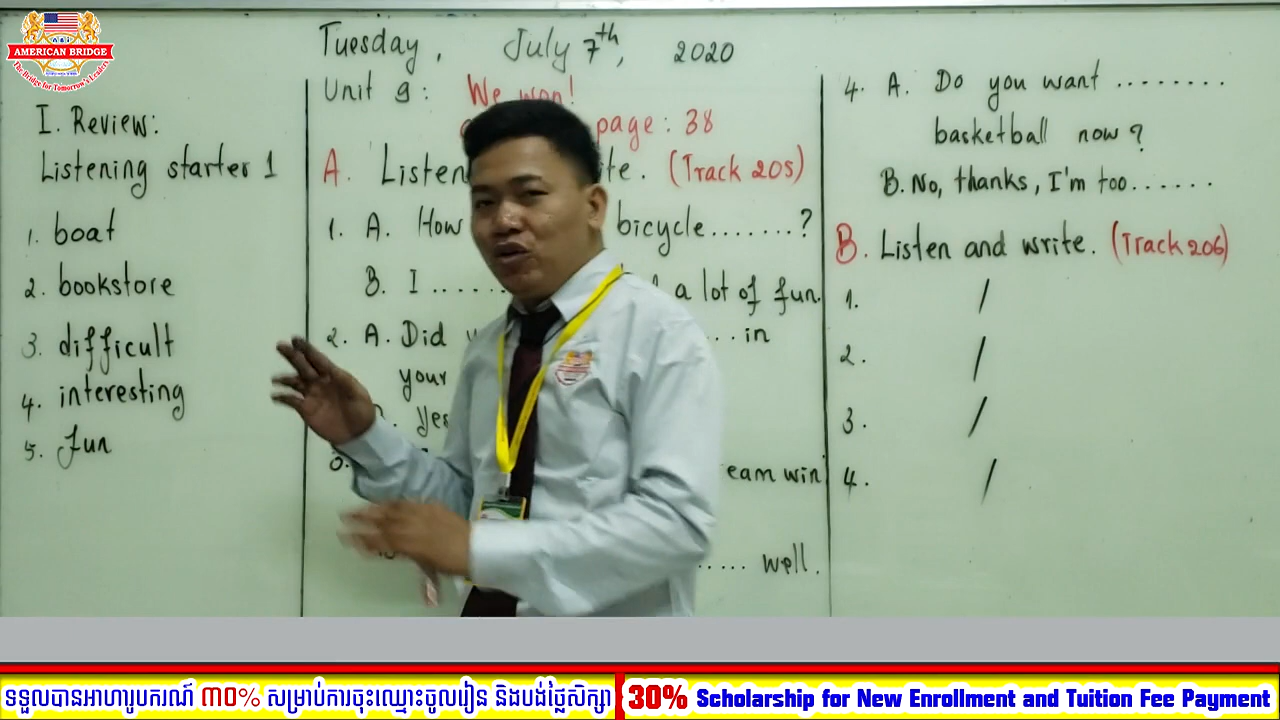 AMERICAN BRIDGE
The Bridge for Tomorrow's Leaders
Tuesday, July 7th, 2020
I. Review:
Listening starter 1
1. boat
2. bookstore
3. difficult
4. interesting
5. fun
Unit 9: We won!
page: 38
A. Listen te. (Track 205)
1. A. How bicycle.......?
B. I ...... a lot of fun.
2. A. Did ... in
your
Yes
eam win
..... well.
4. A. Do you want ........
basketball now?
B. No, thanks, I'm too......
B. Listen and write. (Track 206)
1. /
2. /
3. /
4. /
ទទួលបានអាហារូបករណ៍ ៣០% សម្រាប់ការចុះឈ្មោះចូលរៀន និងបង់ថ្លៃសិក្សា
30% Scholarship for New Enrollment and Tuition Fee Payment